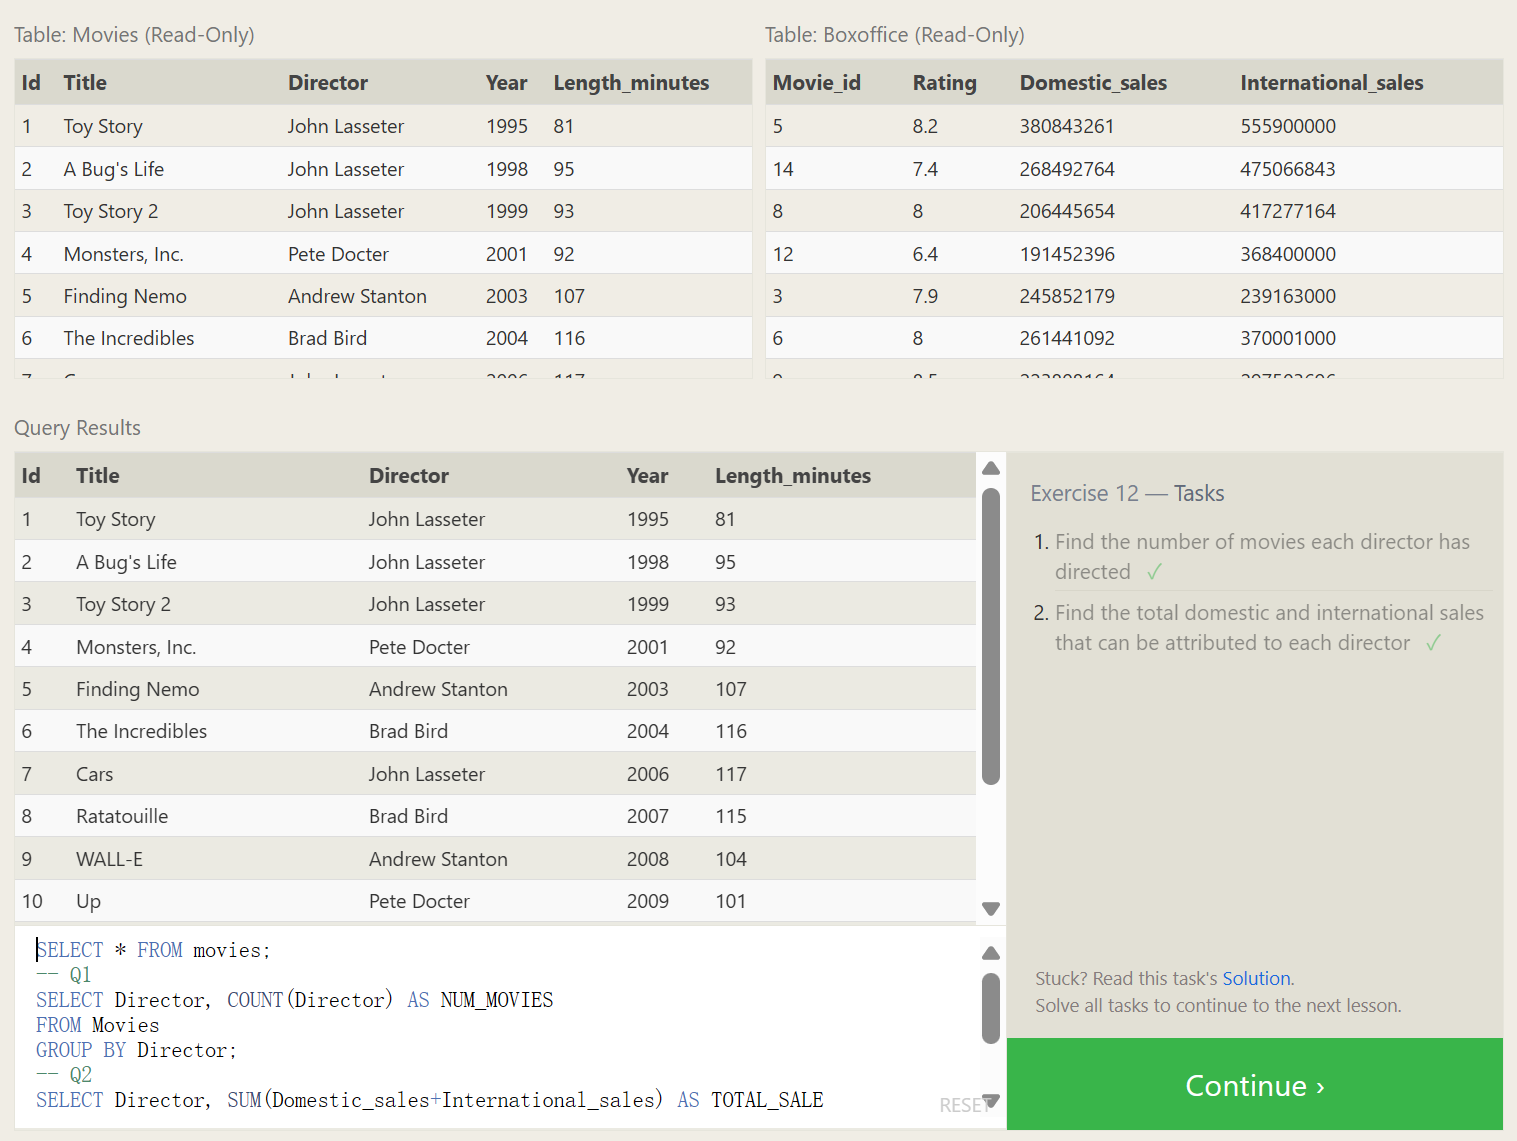 Table: Movies (Read-Only)
Id Title Director Year Length_minutes
1 Toy Story John Lasseter 1995 81
2 A Bug's Life John Lasseter 1998 95
3 Toy Story 2 John Lasseter 1999 93
4 Monsters, Inc. Pete Docter 2001 92
5 Finding Nemo Andrew Stanton 2003 107
6 The Incredibles Brad Bird 2004 116
Table: Boxoffice (Read-Only)
Movie_id Rating Domestic_sales International_sales
5 8.2 380843261 555900000
14 7.4 268492764 475066843
8 8 206445654 417277164
12 6.4 191452396 368400000
3 7.9 245852179 239163000
6 8 261441092 370001000
Query Results
Id Title Director Year Length_minutes
1 Toy Story John Lasseter 1995 81
2 A Bug's Life John Lasseter 1998 95
3 Toy Story 2 John Lasseter 1999 93
4 Monsters, Inc. Pete Docter 2001 92
5 Finding Nemo Andrew Stanton 2003 107
6 The Incredibles Brad Bird 2004 116
7 Cars John Lasseter 2006 117
8 Ratatouille Brad Bird 2007 115
9 WALL-E Andrew Stanton 2008 104
10 Up Pete Docter 2009 101
SELECT * FROM movies;
-- Q1
SELECT Director, COUNT(Director) AS NUM_MOVIES
FROM Movies
GROUP BY Director;
-- Q2
SELECT Director, SUM(Domestic_sales+International_sales) AS TOTAL_SALE
RESET
Exercise 12 — Tasks
1. Find the number of movies each director has
directed ✓
2. Find the total domestic and international sales
that can be attributed to each director ✓
Stuck? Read this task's Solution.
Solve all tasks to continue to the next lesson.
Continue ›